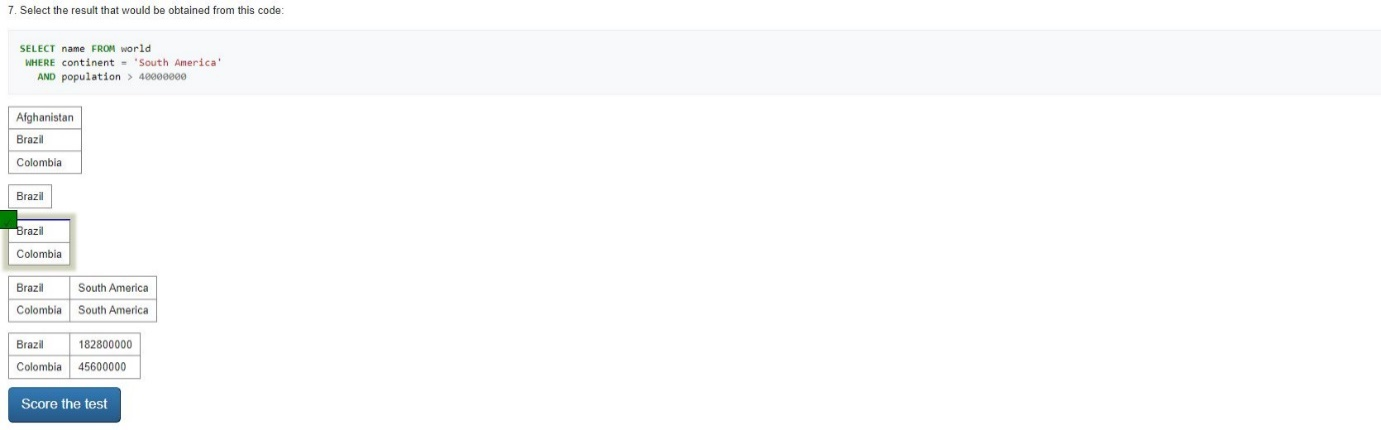 7. Select the result that would be obtained from this code:
SELECT name FROM world
WHERE continent = 'South America'
AND population > 40000000
Afghanistan
Brazil
Colombia
Brazil
Brazil
Colombia
Brazil South America
Colombia South America
Brazil 182800000
Colombia 45600000
Score the test